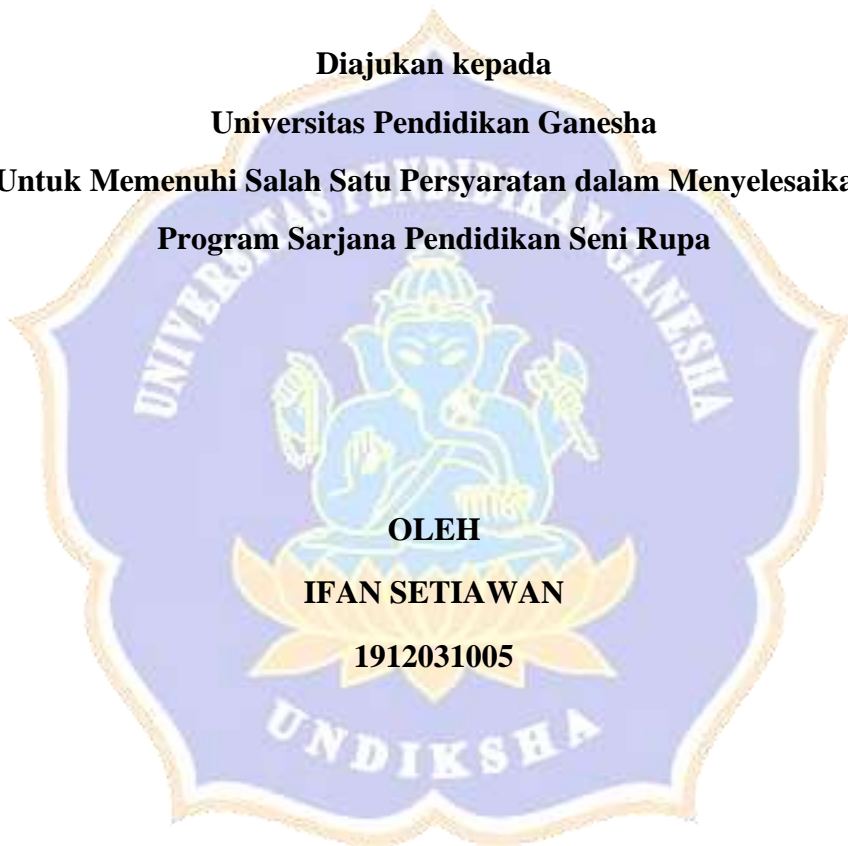 Diajukan kepada
Universitas Pendidikan Ganesha
Untuk Memenuhi Salah Satu Persyaratan dalam Menyelesaika
Program Sarjana Pendidikan Seni Rupa
UNIVERSITAS PENDIDIKAN GANESHA
OLEH
IFAN SETIAWAN
1912031005
UNDIKSHA